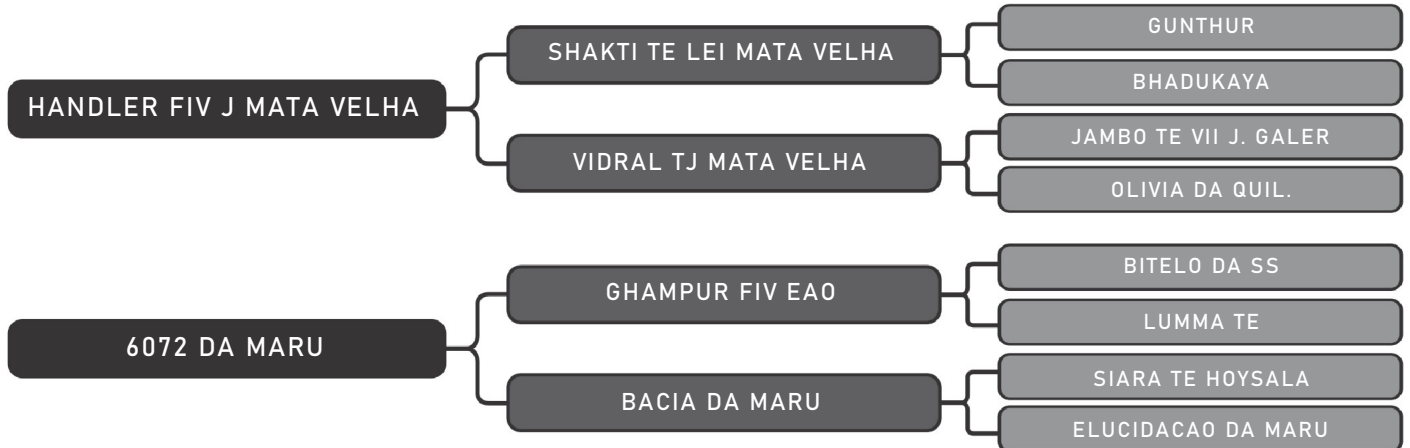 HANDLER FIV J MATA VELHA
SHAKTI TE LEI MATA VELHA
GUNTHUR
BHADUKAYA
VIDRAL TJ MATA VELHA
JAMBO TE VII J. GALER
OLIVIA DA QUIL.
6072 DA MARU
GHAMPUR FIV EAO
BITELO DA SS
LUMMA TE
BACIA DA MARU
SIARA TE HOYSALA
ELUCIDACAO DA MARU